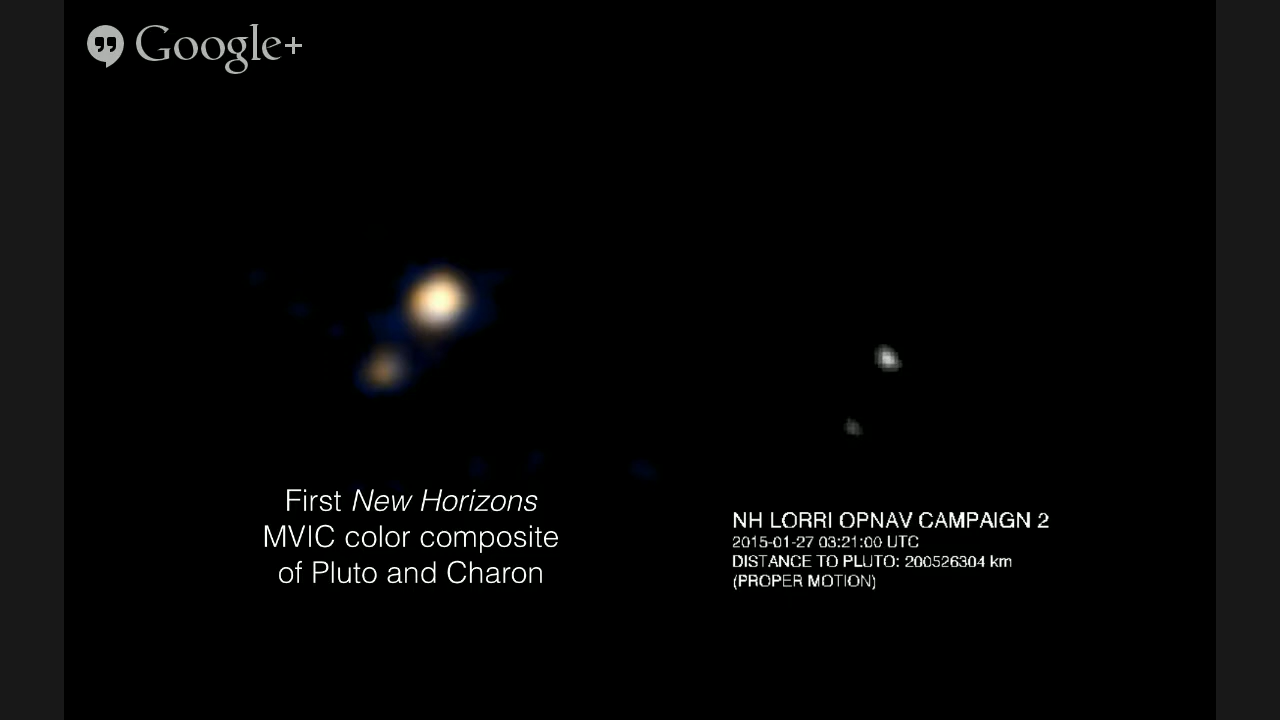 Google+
First New Horizons
MVIC color composite
of Pluto and Charon
NH LORRI OPNAV CAMPAIGN 2
2015-01-27 03:21:00 UTC
DISTANCE TO PLUTO: 200526304 km
(PROPER MOTION)